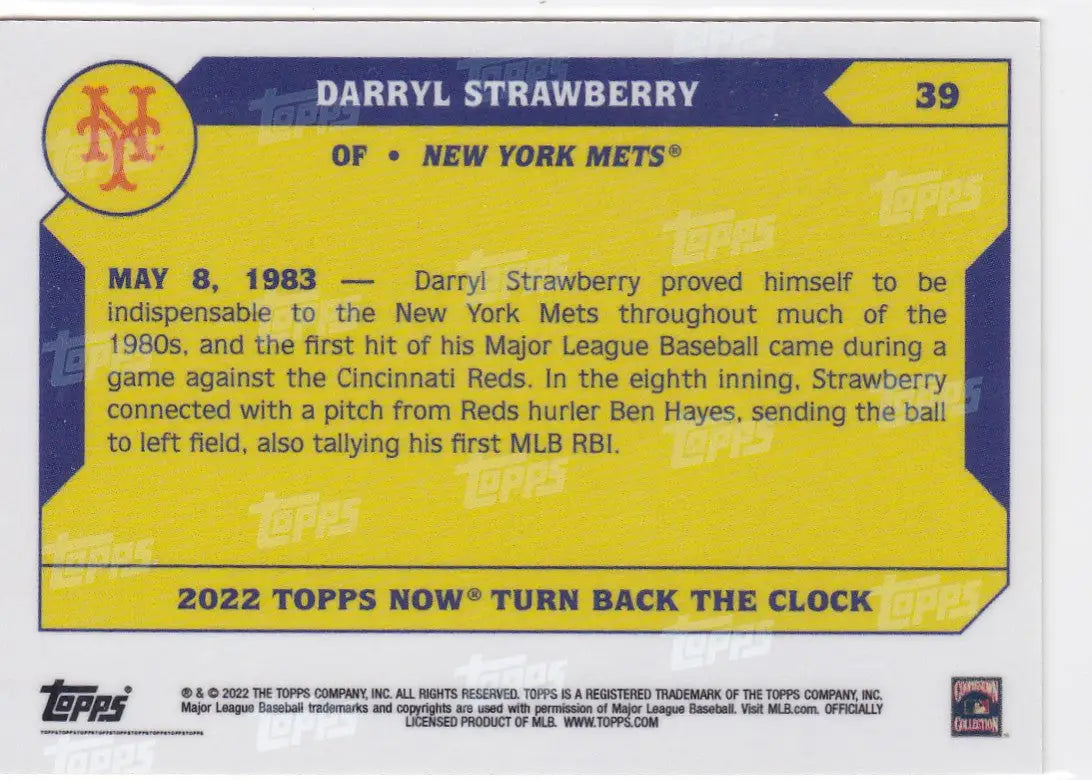 NY
DARRYL STRAWBERRY
39
OF • NEW YORK METS®
MAY 8, 1983 — Darryl Strawberry proved himself to be
indispensable to the New York Mets throughout much of the
1980s, and the first hit of his Major League Baseball came during a
game against the Cincinnati Reds. In the eighth inning, Strawberry
connected with a pitch from Reds hurler Ben Hayes, sending the ball
to left field, also tallying his first MLB RBI.
2022 TOPPS NOW® TURN BACK THE CLOCK
Topps®
TOPPSTOPPSTOPPSTOPPSTOPPSTOPPSTOPPSTOPPSTOPPS
® & © 2022 THE TOPPS COMPANY, INC. ALL RIGHTS RESERVED. TOPPS IS A REGISTERED TRADEMARK OF THE TOPPS COMPANY, INC.
Major League Baseball trademarks and copyrights are used with permission of Major League Baseball. Visit MLB.com. OFFICIALLY
LICENSED PRODUCT OF MLB. WWW.TOPPS.COM
COOPERSTOWN
COLLECTION™